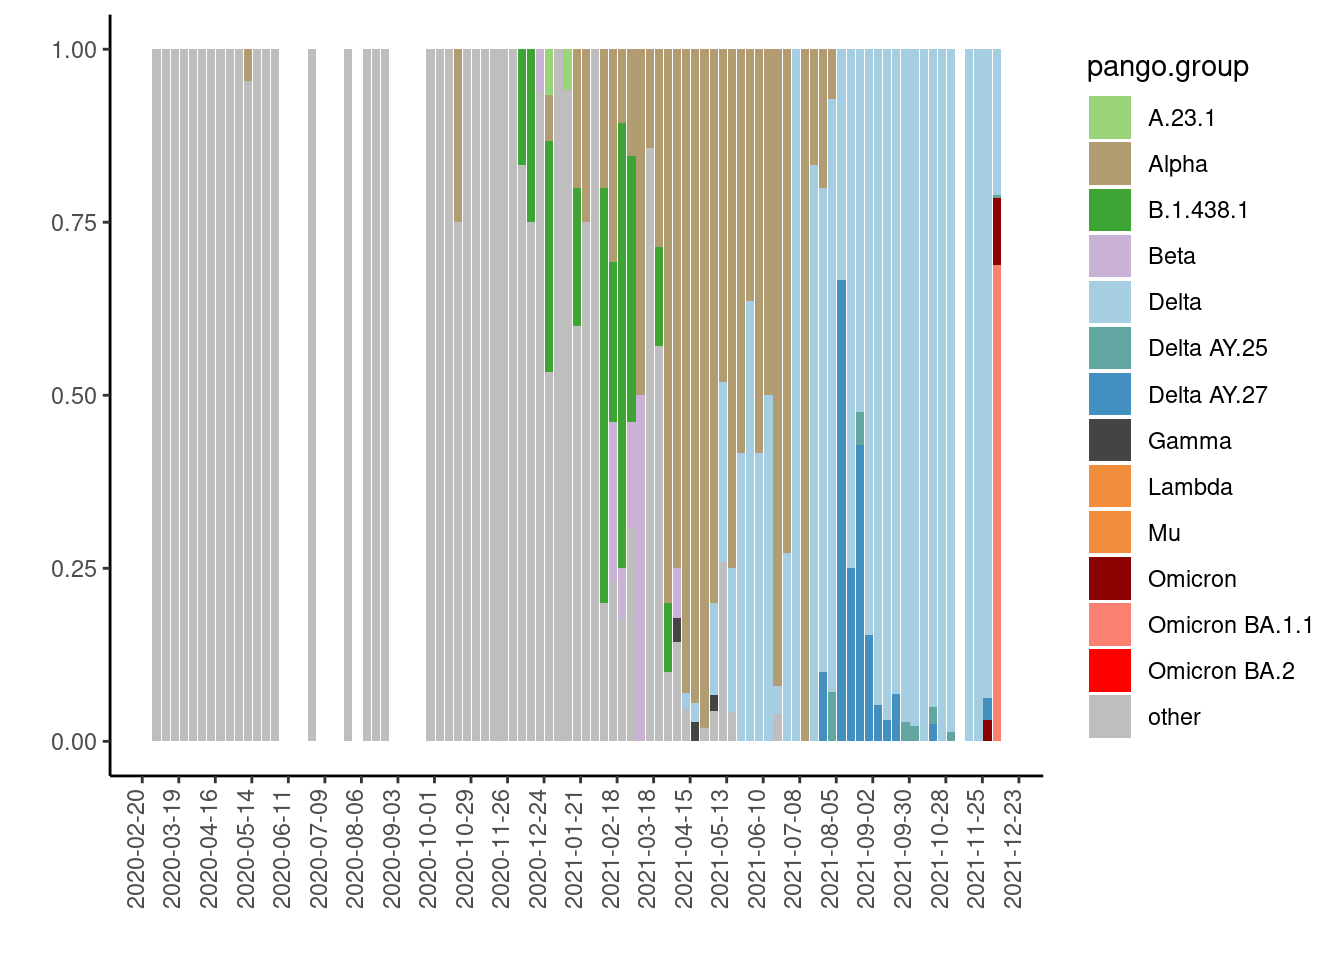 1.00
0.75
0.50
0.25
0.00
2020-02-20
2020-03-19
2020-04-16
2020-05-14
2020-06-11
2020-07-09
2020-08-06
2020-09-03
2020-10-01
2020-10-29
2020-11-26
2020-12-24
2021-01-21
2021-02-18
2021-03-18
2021-04-15
2021-05-13
2021-06-10
2021-07-08
2021-08-05
2021-09-02
2021-09-30
2021-10-28
2021-11-25
2021-12-23
pango.group
A.23.1
Alpha
B.1.438.1
Beta
Delta
Delta AY.25
Delta AY.27
Gamma
Lambda
Mu
Omicron
Omicron BA.1.1
Omicron BA.2
other